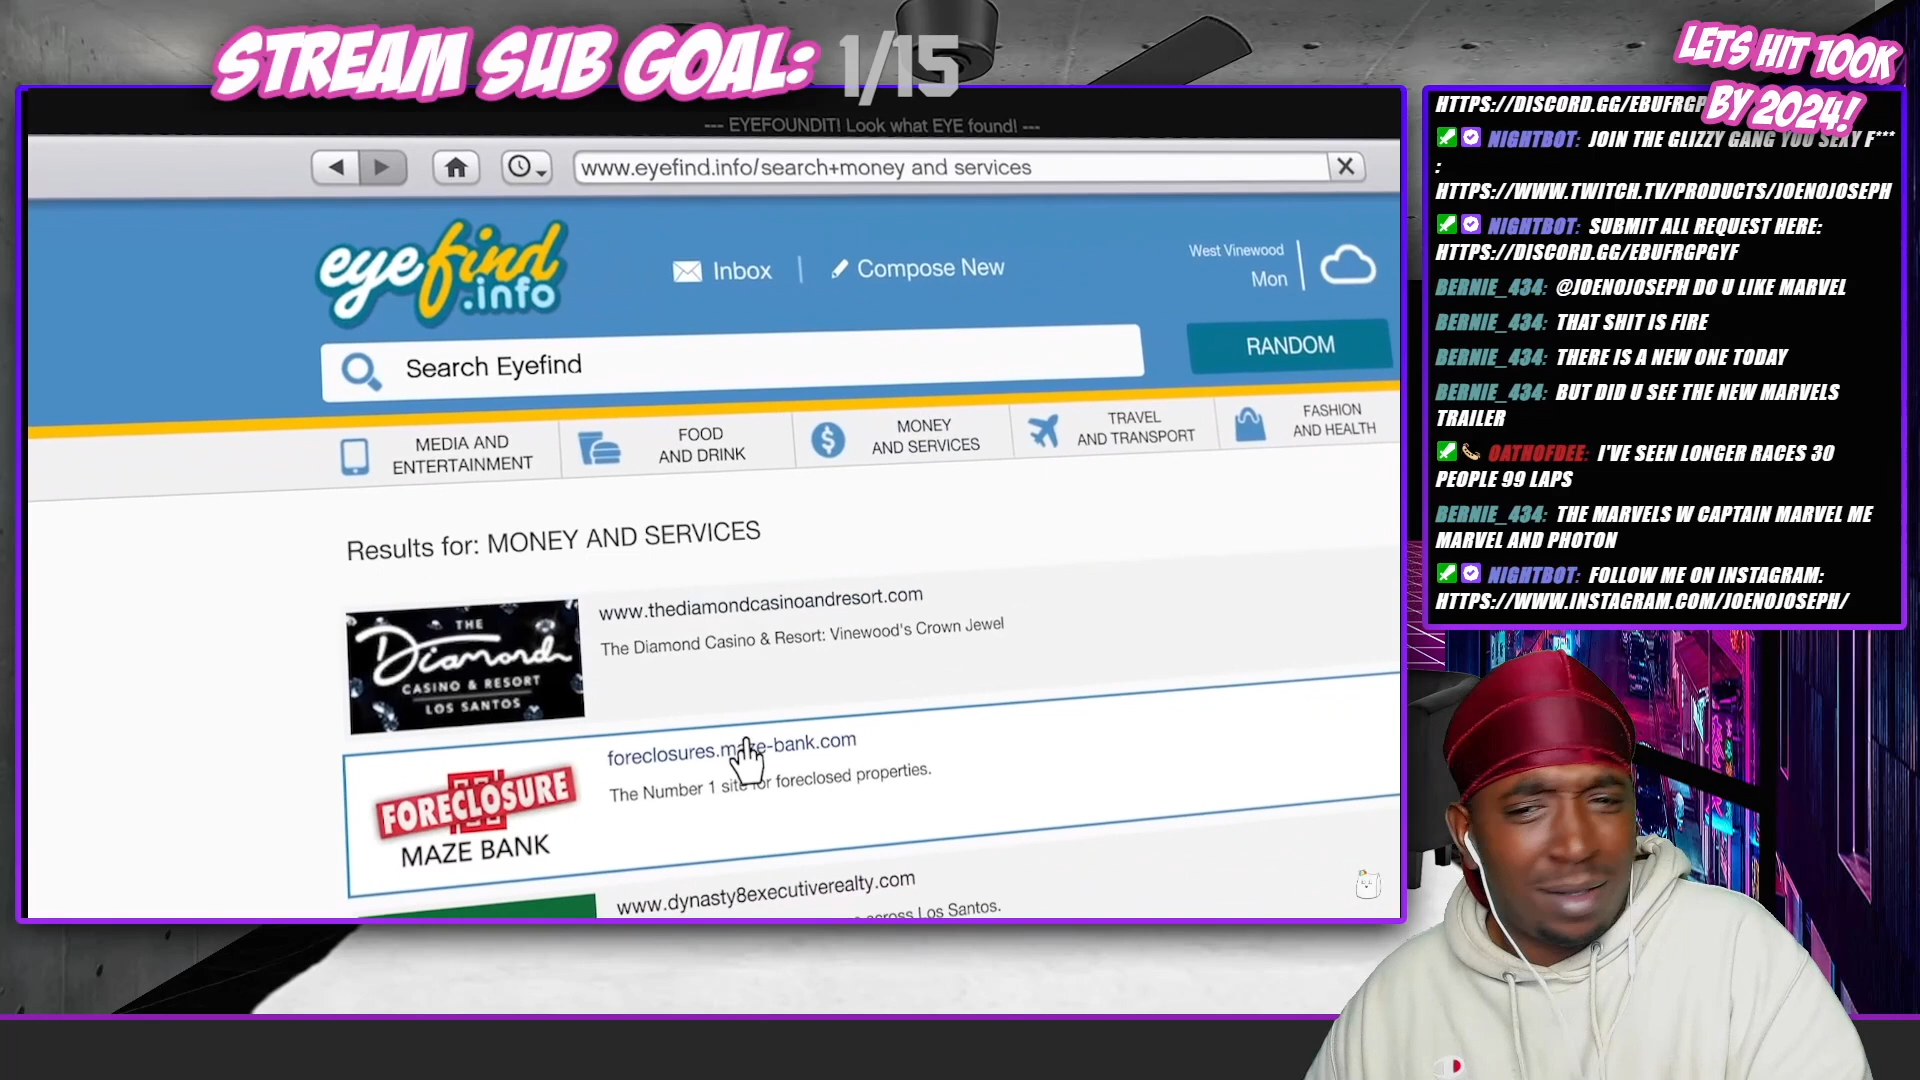 STREAM SUB GOAL: 1/15
LETS HIT 100K
BY 2024!
--- EYEFOUNDIT! Look what EYE found! ---
www.eyefind.info/search+money and services
eyefind
.info
Inbox
Compose New
West Vinewood
Mon
Search Eyefind
RANDOM
MEDIA AND
ENTERTAINMENT
FOOD
AND DRINK
MONEY
AND SERVICES
TRAVEL
AND TRANSPORT
FASHION
AND HEALTH
Results for: MONEY AND SERVICES
THE
Diamond
CASINO & RESORT
LOS SANTOS
www.thediamondcasinoandresort.com
The Diamond Casino & Resort: Vinewood's Crown Jewel
FORECLOSURE
MAZE BANK
foreclosures.maze-bank.com
The Number 1 site for foreclosed properties.
www.dynasty8executiverealty.com
across Los Santos.
HTTPS://DISCORD.GG/EBUFRGP
NIGHTBOT: JOIN THE GLIZZY GANG YOU SEXY F***
:
HTTPS://WWW.TWITCH.TV/PRODUCTS/JOENOJOSEPH
NIGHTBOT: SUBMIT ALL REQUEST HERE:
HTTPS://DISCORD.GG/EBUFRGPGYF
BERNIE_434: @JOENOJOSEPH DO U LIKE MARVEL
BERNIE_434: THAT SHIT IS FIRE
BERNIE_434: THERE IS A NEW ONE TODAY
BERNIE_434: BUT DID U SEE THE NEW MARVELS
TRAILER
OATHOFDEE: I'VE SEEN LONGER RACES 30
PEOPLE 99 LAPS
BERNIE_434: THE MARVELS W CAPTAIN MARVEL ME
MARVEL AND PHOTON
NIGHTBOT: FOLLOW ME ON INSTAGRAM:
HTTPS://WWW.INSTAGRAM.COM/JOENOJOSEPH/